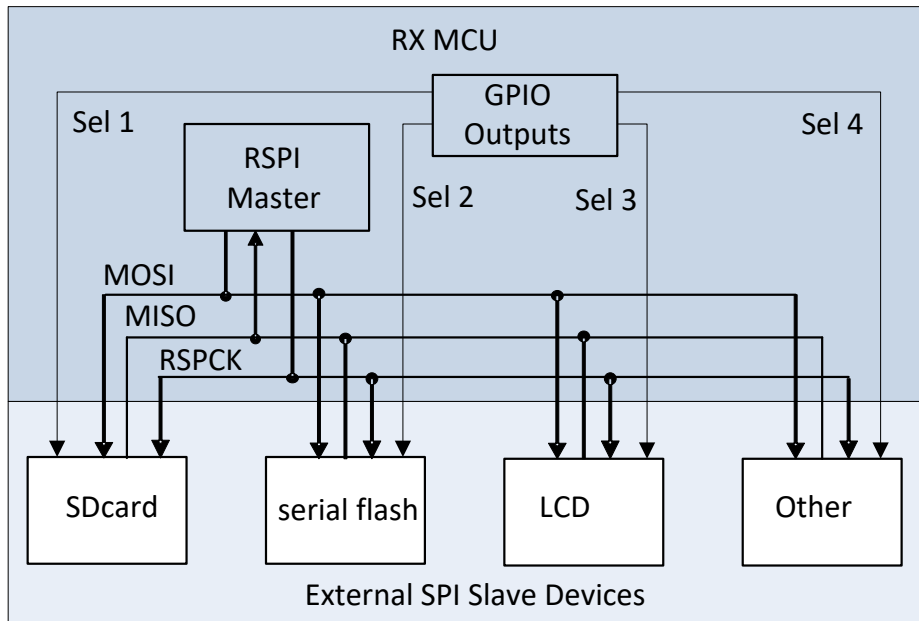 RX MCU
GPIO
Outputs
Sel 1
Sel 4
RSPI
Master
Sel 2
Sel 3
MOSI
MISO
RSPCK
SDcard
serial flash
LCD
Other
External SPI Slave Devices